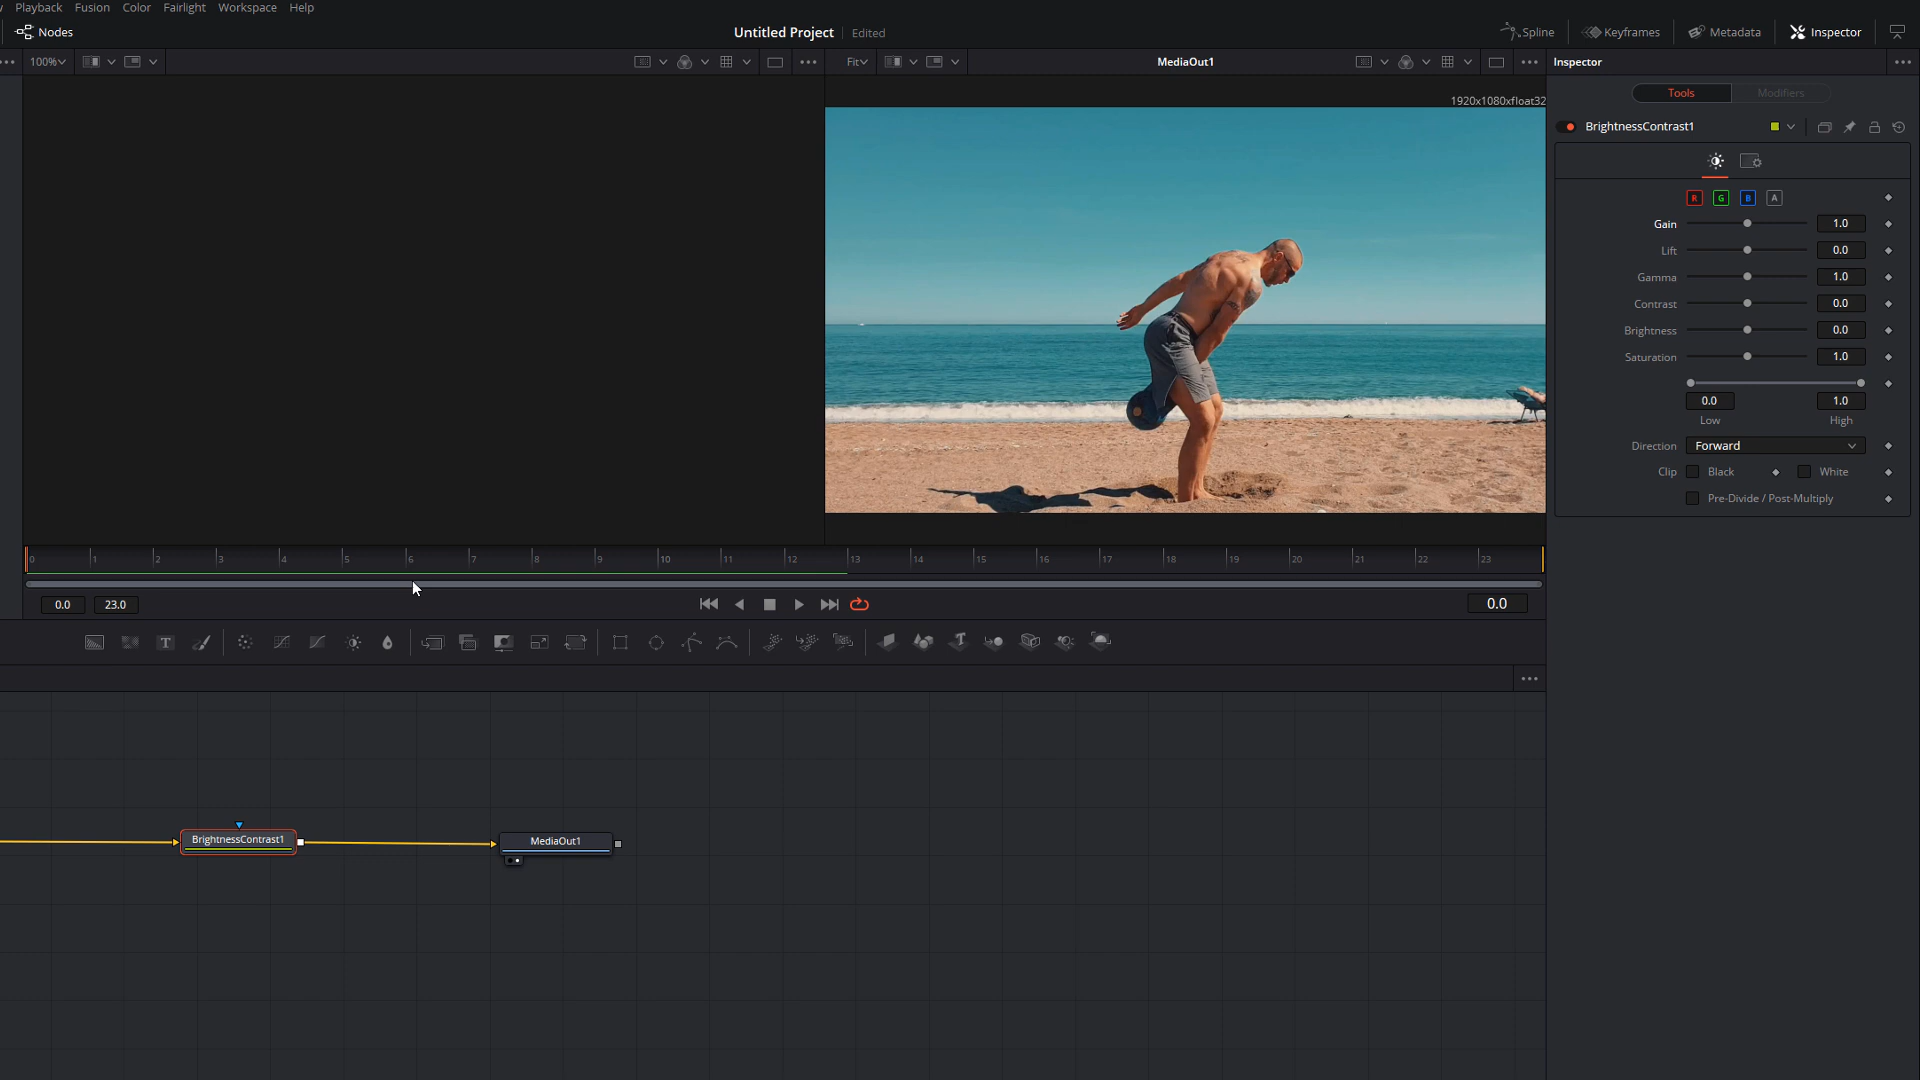 Playback Fusion Color Fairlight Workspace Help
Nodes
Untitled Project Edited
Spline Keyframes Metadata Inspector
100%
Fit
MediaOut1
Inspector
1920x1080xfloat32
Tools Modifiers
BrightnessContrast1
R G B A
Gain 1.0
Lift 0.0
Gamma 1.0
Contrast 0.0
Brightness 0.0
Saturation 1.0
0.0 1.0
Low High
Direction Forward
Clip Black White
Pre-Divide / Post-Multiply
0 1 2 3 4 5 6 7 8 9 10 11 12 13 14 15 16 17 18 19 20 21 22 23
0.0 23.0 0.0
T
T
BrightnessContrast1
MediaOut1